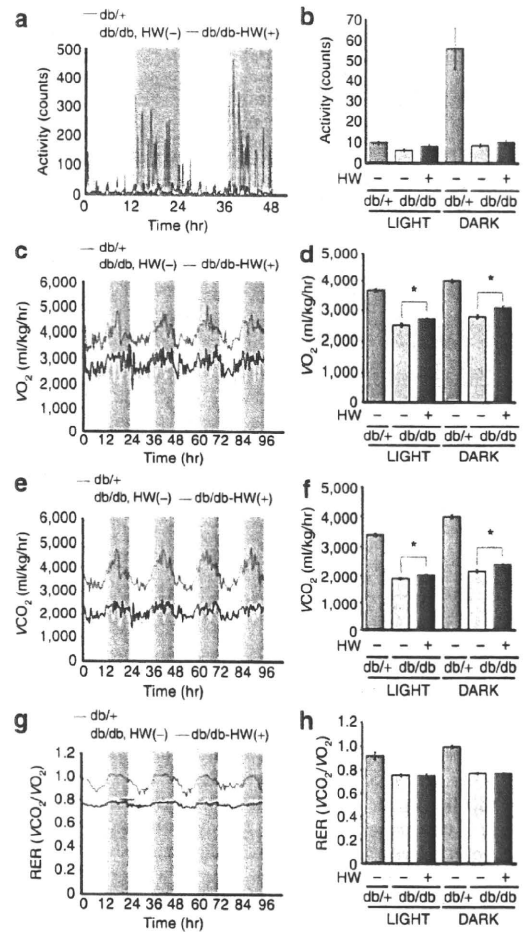 a
db/+
db/db, HW(−) db/db-HW(+)
500
400
300
200
100
0
Activity (counts)
0 12 24 36 48
Time (hr)
b
70
60
50
40
30
20
10
0
Activity (counts)
HW − − + − − +
db/+ db/db db/+ db/db
LIGHT DARK
c
db/+
db/db, HW(−) db/db-HW(+)
6,000
5,000
4,000
3,000
2,000
1,000
0
VO2 (ml/kg/hr)
0 12 24 36 48 60 72 84 96
Time (hr)
d
5,000
4,000
3,000
2,000
1,000
0
VO2 (ml/kg/hr)
* *
HW − − + − − +
db/+ db/db db/+ db/db
LIGHT DARK
e
db/+
db/db, HW(−) db/db-HW(+)
6,000
5,000
4,000
3,000
2,000
1,000
0
VCO2 (ml/kg/hr)
0 12 24 36 48 60 72 84 96
Time (hr)
f
5,000
4,000
3,000
2,000
1,000
0
VCO2 (ml/kg/hr)
* *
HW − − + − − +
db/+ db/db db/+ db/db
LIGHT DARK
g
db/+
db/db, HW(−) db/db-HW(+)
1.2
1.0
0.8
0.6
0.4
0.2
0
RER (VCO2/VO2)
0 12 24 36 48 60 72 84 96
Time (hr)
h
1.2
1.0
0.8
0.6
0.4
0.2
0
RER (VCO2/VO2)
HW − − + − − +
db/+ db/db db/+ db/db
LIGHT DARK